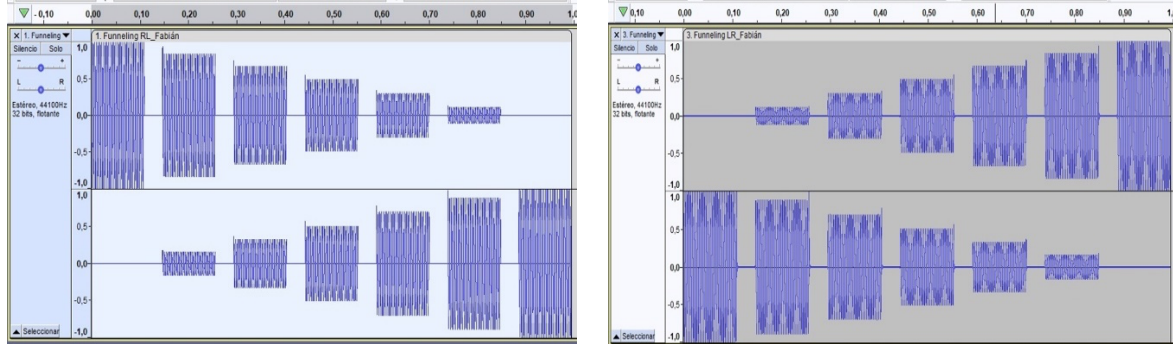 - 0,10 0,00 0,10 0,20 0,30 0,40 0,50 0,60 0,70 0,80 0,90 1,0
X 1. Funneling ▼ 1. Funneling RL_Fabián
Silencio Solo
- +
L R
Estéreo, 44100Hz
32 bits, flotante
1,0
0,5-
0,0-
-0,5-
-1,0
1,0
0,5-
0,0-
-0,5-
-1,0
▲ Seleccionar
0,10 0,00 0,10 0,20 0,30 0,40 0,50 0,60 0,70 0,80 0,90 1,
X 3. Funneling ▼ 3. Funneling LR_Fabián
Silencio Solo
- +
L R
Estéreo, 44100Hz
32 bits, flotante
1,0
0,5-
0,0-
-0,5-
-1,0
1,0
0,5-
0,0-
-0,5-
-1,0
▲ Seleccionar